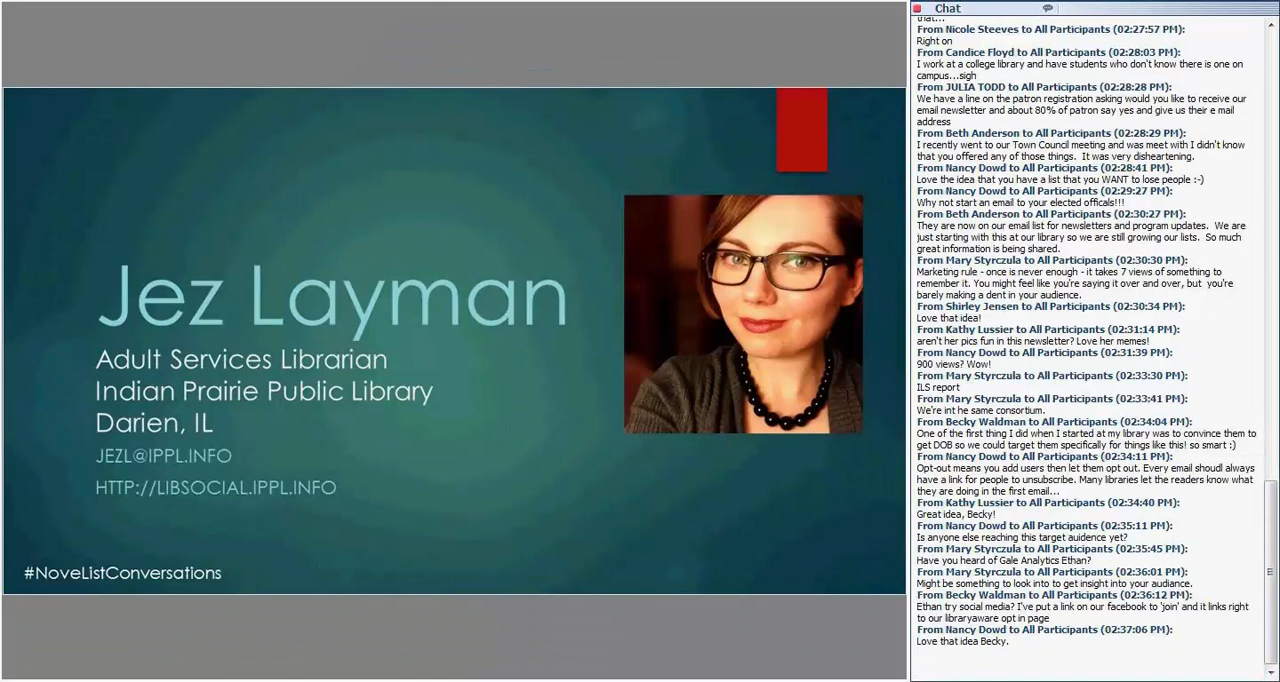 Jez Layman
Adult Services Librarian
Indian Prairie Public Library
Darien, IL
JEZL@IPPL.INFO
HTTP://LIBSOCIAL.IPPL.INFO
#NoveListConversations
Chat
that...
From Nicole Steeves to All Participants (02:27:57 PM):
Right on
From Candice Floyd to All Participants (02:28:03 PM):
I work at a college library and have students who don't know there is one on
campus...sigh
From JULIA TODD to All Participants (02:28:28 PM):
We have a line on the patron registration asking would you like to receive our
email newsletter and about 80% of patron say yes and give us their e mail
address
From Beth Anderson to All Participants (02:28:29 PM):
I recently went to our Town Council meeting and was meet with I didn't know
that you offered any of those things.  It was very disheartening.
From Nancy Dowd to All Participants (02:28:41 PM):
Love the idea that you have a list that you WANT to lose people :-)
From Nancy Dowd to All Participants (02:29:27 PM):
Why not start an email to your elected officals!!!
From Beth Anderson to All Participants (02:30:27 PM):
They are now on our email list for newsletters and program updates.  We are
just starting with this at our library so we are still growing our lists.  So much
great information is being shared.
From Mary Styrczula to All Participants (02:30:30 PM):
Marketing rule - once is never enough - it takes 7 views of something to
remember it. You might feel like you're saying it over and over, but  you're
barely making a dent in your audience.
From Shirley Jensen to All Participants (02:30:34 PM):
Love that idea!
From Kathy Lussier to All Participants (02:31:14 PM):
aren't her pics fun in this newsletter? Love her memes!
From Nancy Dowd to All Participants (02:31:39 PM):
900 views? Wow!
From Mary Styrczula to All Participants (02:33:30 PM):
ILS report
From Mary Styrczula to All Participants (02:33:41 PM):
We're int he same consortium.
From Becky Waldman to All Participants (02:34:04 PM):
One of the first thing I did when I started at my library was to convince them to
get DOB so we could target them specifically for things like this! so smart :)
From Nancy Dowd to All Participants (02:34:11 PM):
Opt-out means you add users then let them opt out. Every email shoudl always
have a link for people to unsubscribe. Many libraries let the readers know what
they are doing in the first email...
From Kathy Lussier to All Participants (02:34:40 PM):
Great idea, Becky!
From Nancy Dowd to All Participants (02:35:11 PM):
Is anyone else reaching this target auidence yet?
From Mary Styrczula to All Participants (02:35:45 PM):
Have you heard of Gale Analytics Ethan?
From Mary Styrczula to All Participants (02:36:01 PM):
Might be something to look into to get insight into your audience.
From Becky Waldman to All Participants (02:36:12 PM):
Ethan try social media? I've put a link on our facebook to 'join' and it links right
to our libraryaware opt in page
From Nancy Dowd to All Participants (02:37:06 PM):
Love that idea Becky.